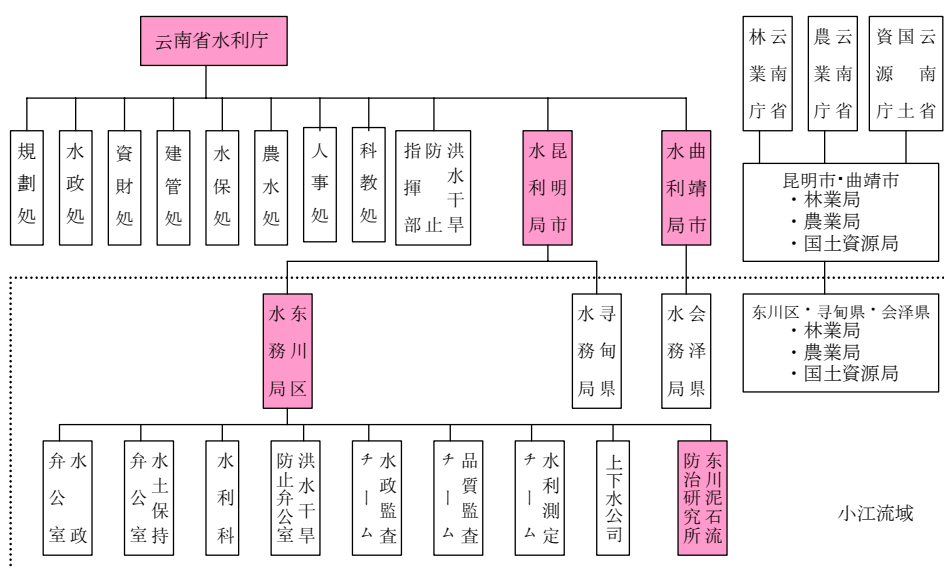 云南省水利庁
規劃処
水政処
資財処
建管処
水保処
農水処
人事処
科教処
洪水干旱
防止
指揮部
昆明市
水利局
曲靖市
水利局
云南省
林業庁
云南省
農業庁
云南省
国土
資源庁
昆明市・曲靖市
・林業局
・農業局
・国土資源局
东川区
水務局
寻甸県
水務局
会泽県
水務局
东川区・寻甸県・会泽県
・林業局
・農業局
・国土資源局
水政
弁公室
水土保持
弁公室
水利科
洪水干旱
防止弁公室
水政監査
チーム
品質監査
チーム
水利測定
チーム
上下水公司
东川泥石流
防治研究所
小江流域